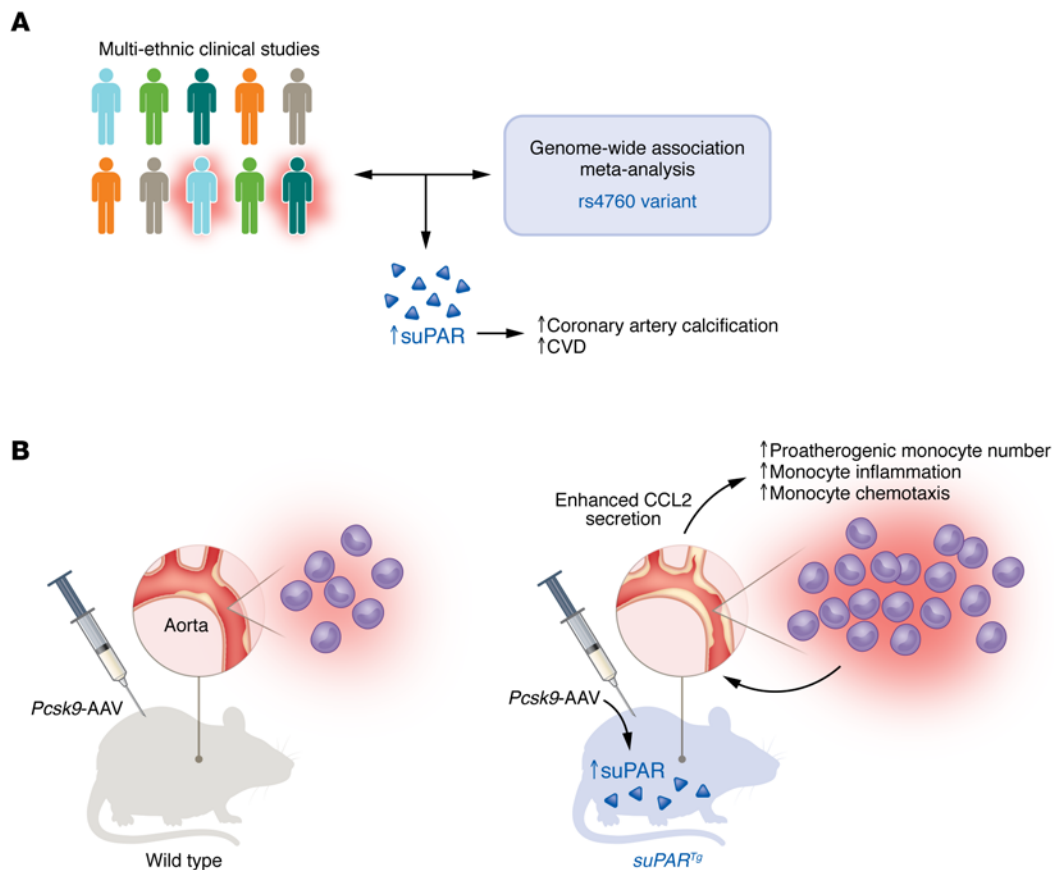 A
Multi-ethnic clinical studies
Genome-wide association
meta-analysis
rs4760 variant
↑suPAR
↑Coronary artery calcification
↑CVD
B
Aorta
Pcsk9-AAV
Wild type
Enhanced CCL2
secretion
↑Proatherogenic monocyte number
↑Monocyte inflammation
↑Monocyte chemotaxis
Pcsk9-AAV
↑suPAR
suPARTg